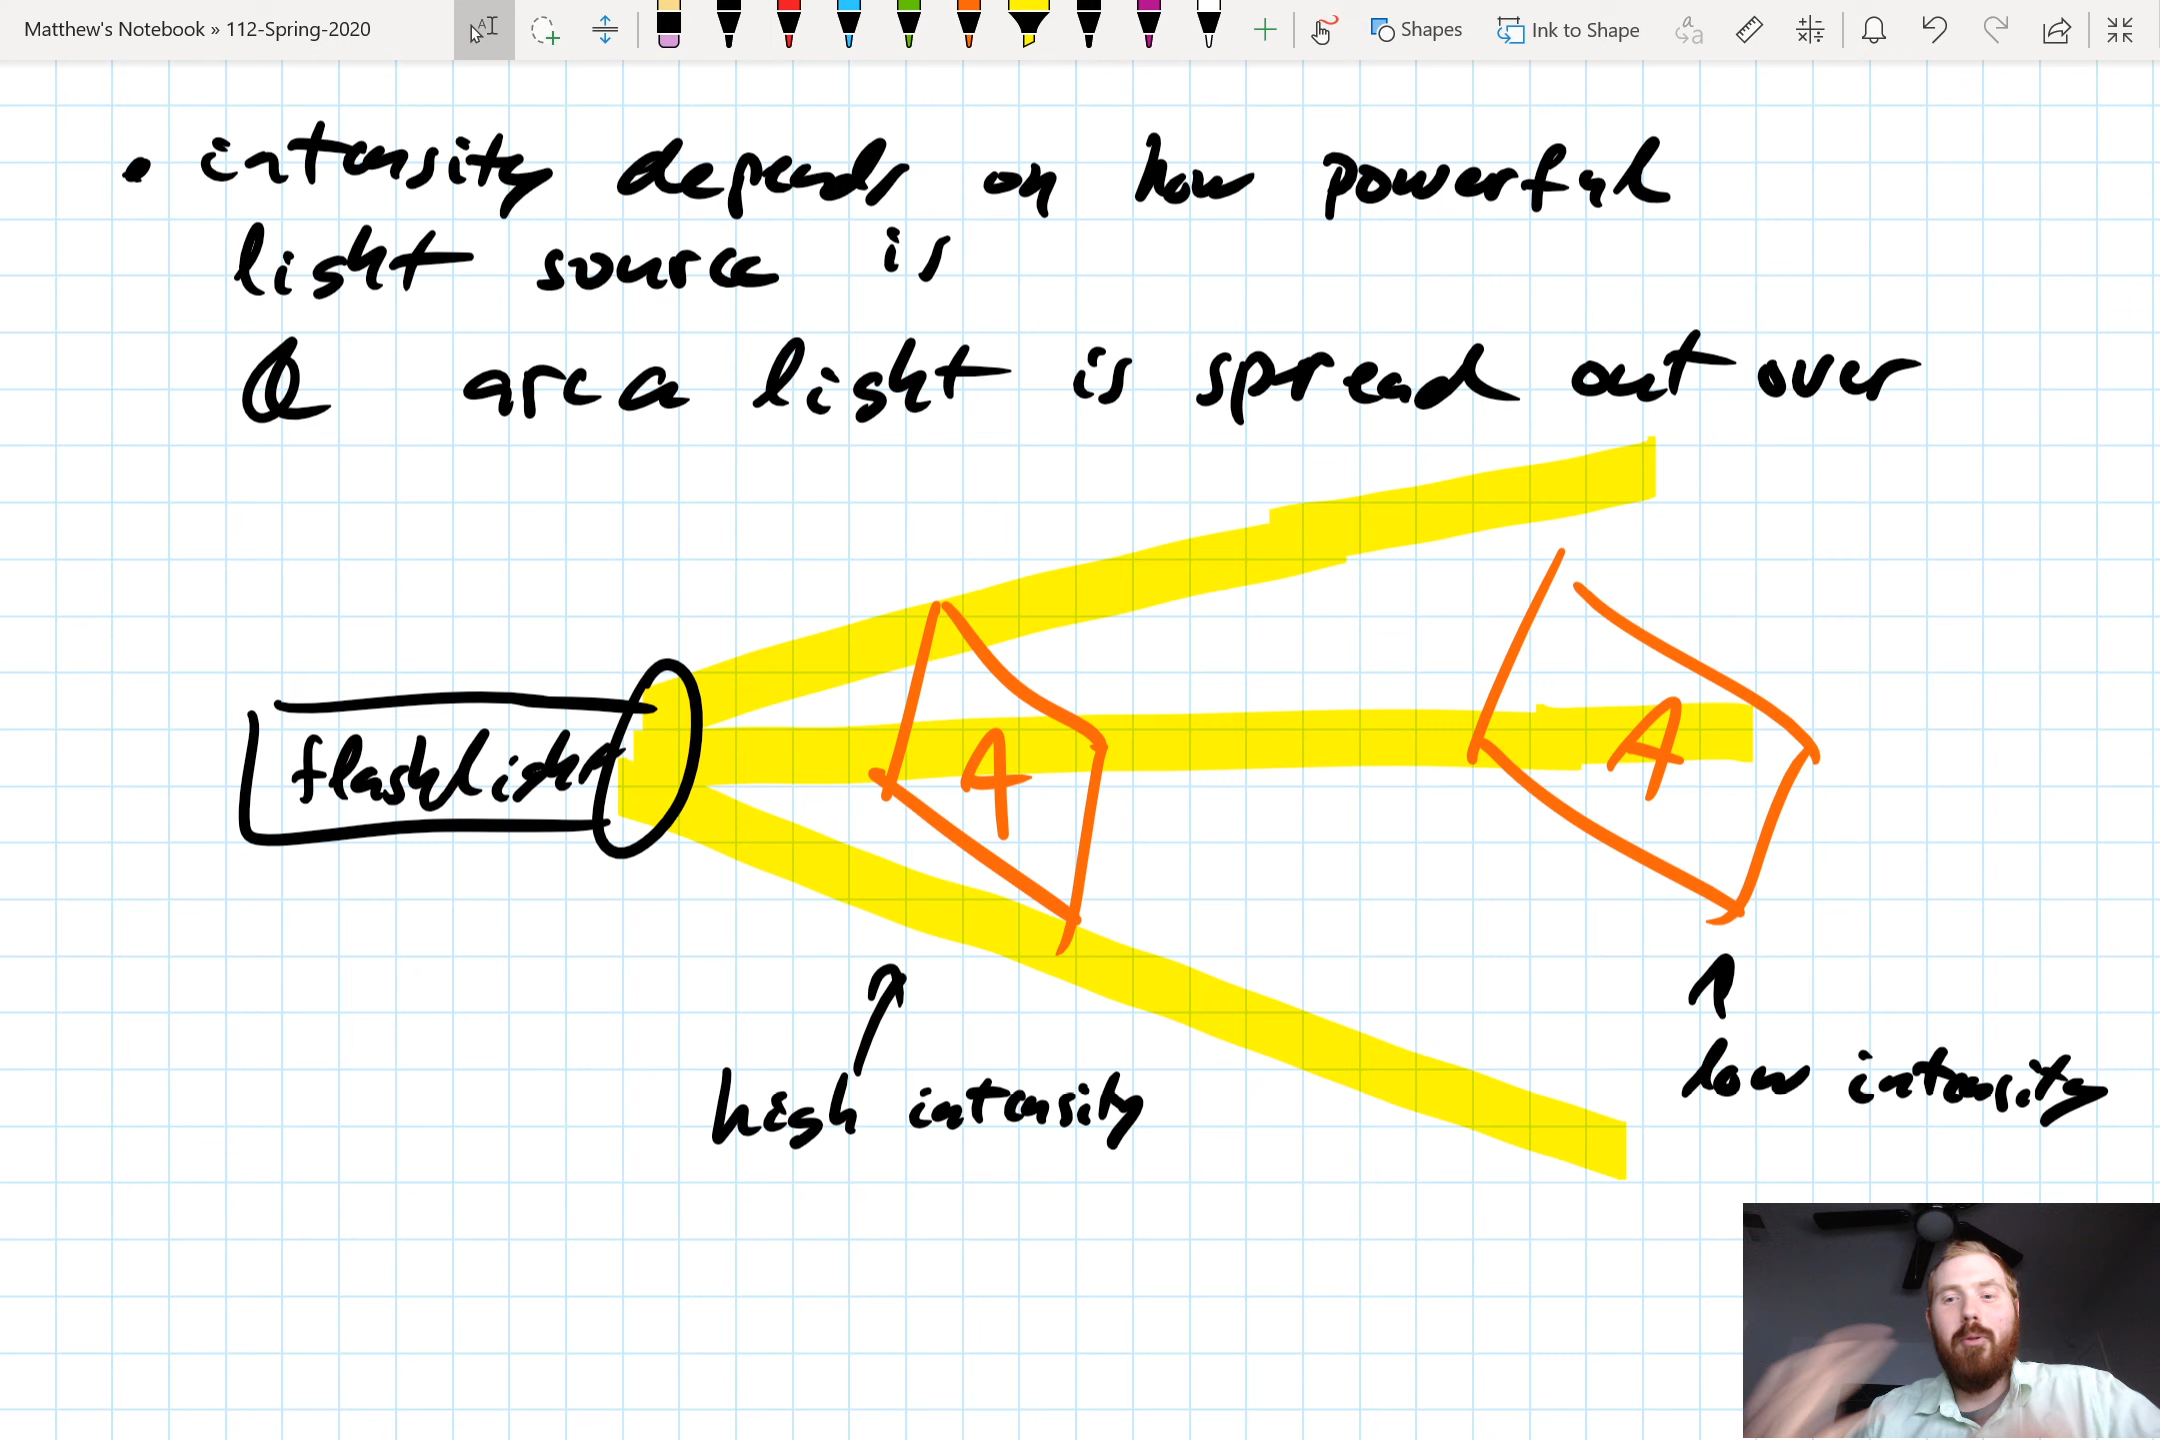 Matthew's Notebook » 112-Spring-2020
Shapes
Ink to Shape
• intensity depends on how powerful
light source is
& area light is spread out over
flashlight
A
A
high intensity
low intensity